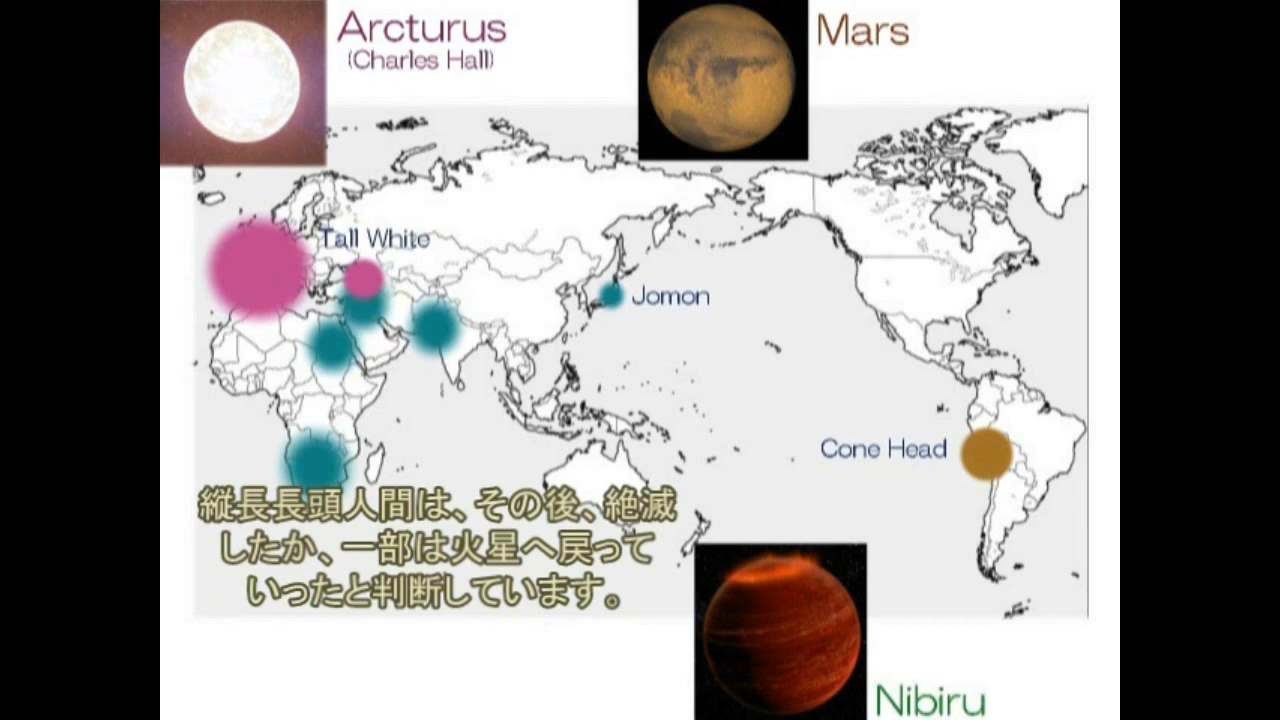 Arcturus
(Charles Hall)
Mars
Tall White
Jomon
Cone Head
縦長長頭人間は、その後、絶滅
したか、一部は火星へ戻って
いったと判断しています。
Nibiru